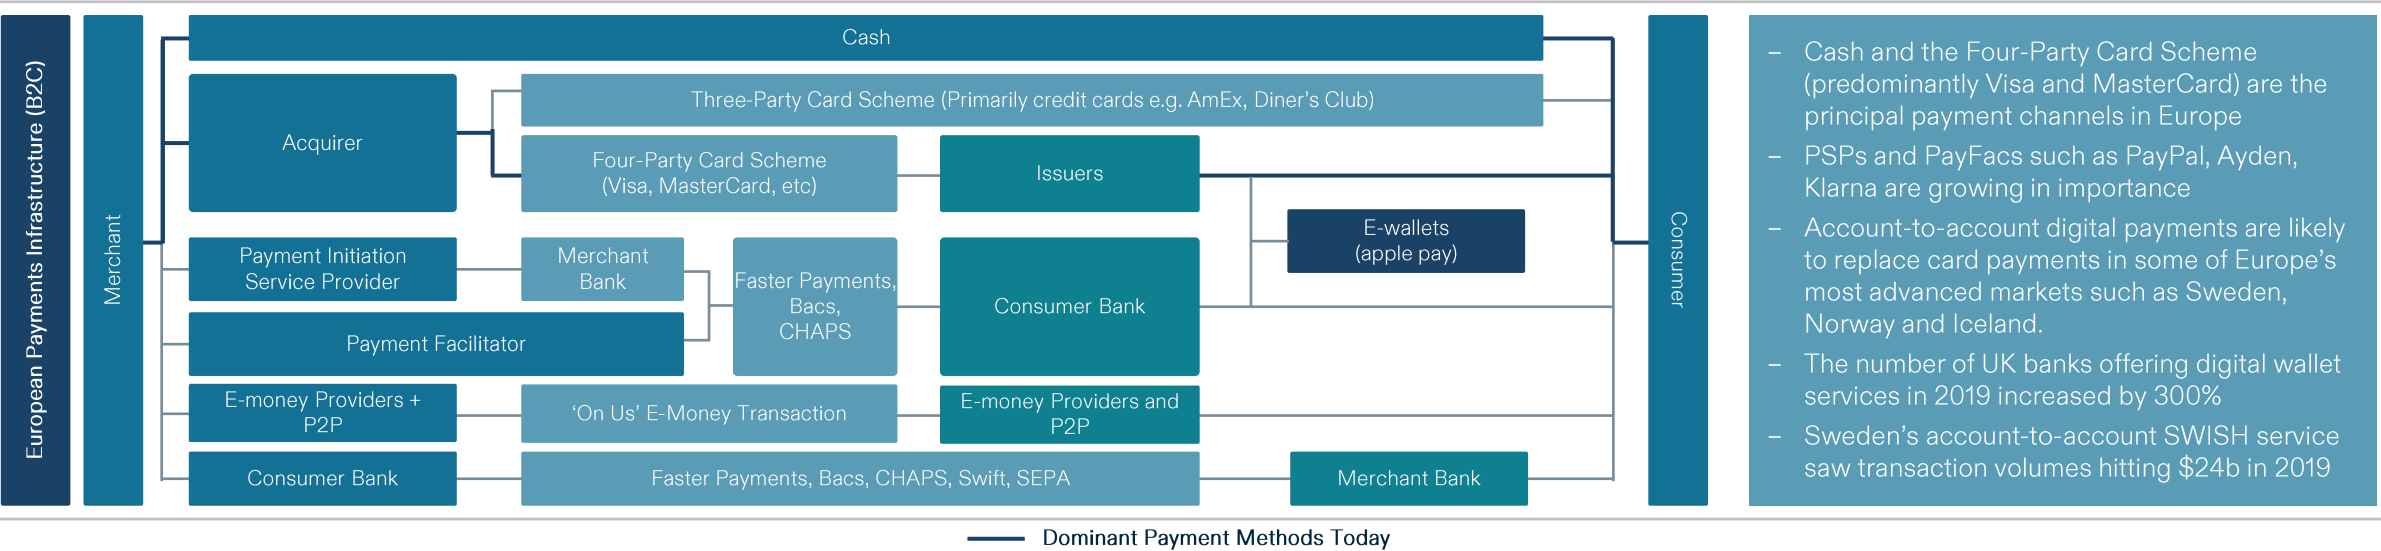 European Payments Infrastructure (B2C)
Merchant
Cash
Acquirer
Three-Party Card Scheme (Primarily credit cards e.g. AmEx, Diner's Club)
Four-Party Card Scheme
(Visa, MasterCard, etc)
Issuers
E-wallets
(apple pay)
Payment Initiation
Service Provider
Merchant
Bank
Faster Payments,
Bacs,
CHAPS
Consumer Bank
Payment Facilitator
E-money Providers +
P2P
‘On Us’ E-Money Transaction
E-money Providers and
P2P
Consumer Bank
Faster Payments, Bacs, CHAPS, Swift, SEPA
Merchant Bank
Consumer
– Cash and the Four-Party Card Scheme
(predominantly Visa and MasterCard) are the
principal payment channels in Europe
– PSPs and PayFacs such as PayPal, Ayden,
Klarna are growing in importance
– Account-to-account digital payments are likely
to replace card payments in some of Europe's
most advanced markets such as Sweden,
Norway and Iceland.
– The number of UK banks offering digital wallet
services in 2019 increased by 300%
– Sweden's account-to-account SWISH service
saw transaction volumes hitting $24b in 2019
Dominant Payment Methods Today